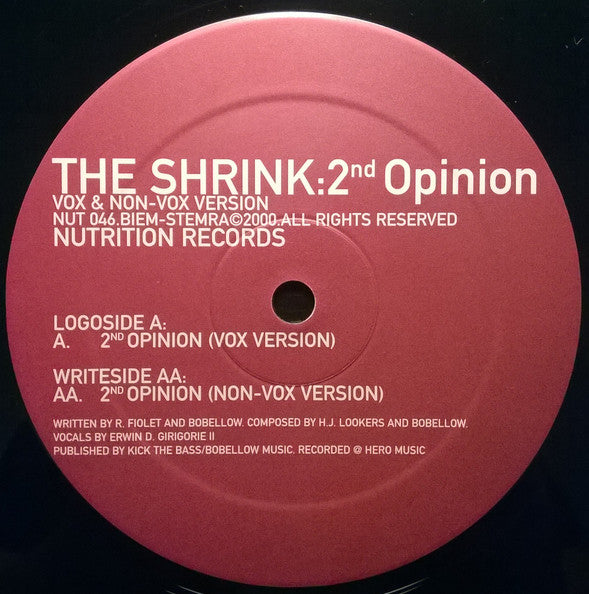 THE SHRINK:2nd Opinion
VOX & NON-VOX VERSION
NUT 046.BIEM-STEMRA©2000.ALL RIGHTS RESERVED
NUTRITION RECORDS
LOGOSIDE A:
A. 2ND OPINION (VOX VERSION)
WRITESIDE AA:
AA. 2ND OPINION (NON-VOX VERSION)
WRITTEN BY R. FIOLET AND BOBELLOW. COMPOSED BY H.J. LOOKERS AND BOBELLOW.
VOCALS BY ERWIN D. GIRIGORIE II
PUBLISHED BY KICK THE BASS/BOBELLOW MUSIC. RECORDED @ HERO MUSIC